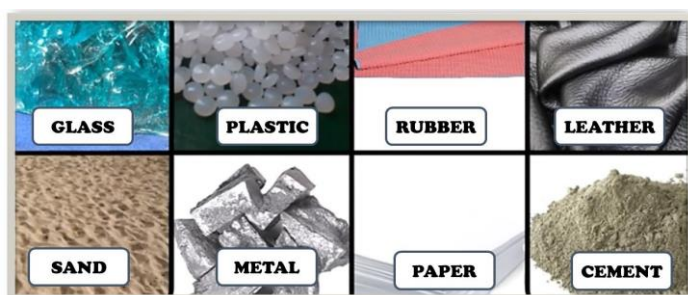 GLASS
PLASTIC
RUBBER
LEATHER
SAND
METAL
PAPER
CEMENT